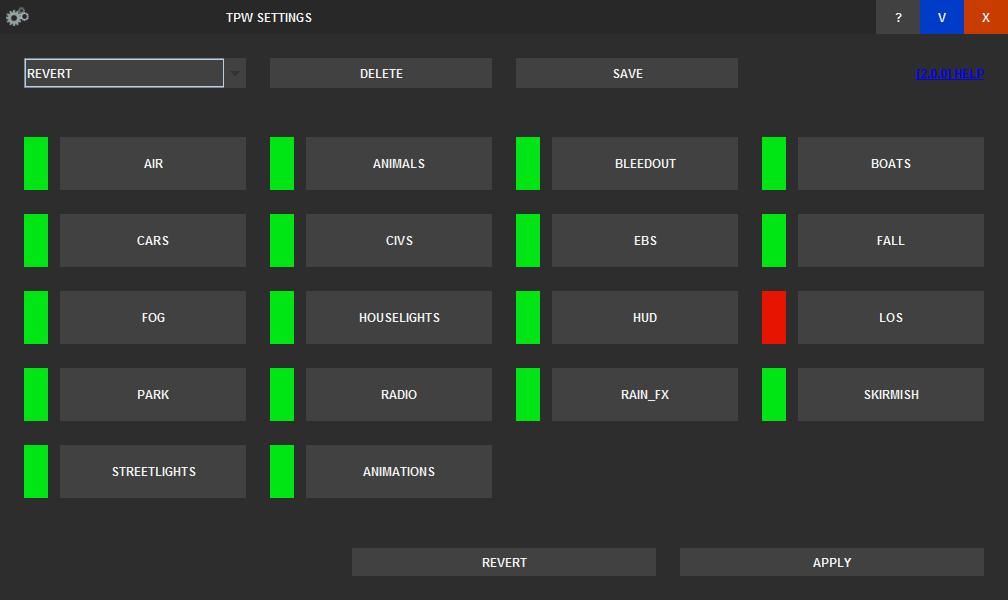 TPW SETTINGS
? V X
REVERT DELETE SAVE [2.0.0] HELP
AIR ANIMALS BLEEDOUT BOATS
CARS CIVS EBS FALL
FOG HOUSELIGHTS HUD LOS
PARK RADIO RAIN_FX SKIRMISH
STREETLIGHTS ANIMATIONS
REVERT APPLY